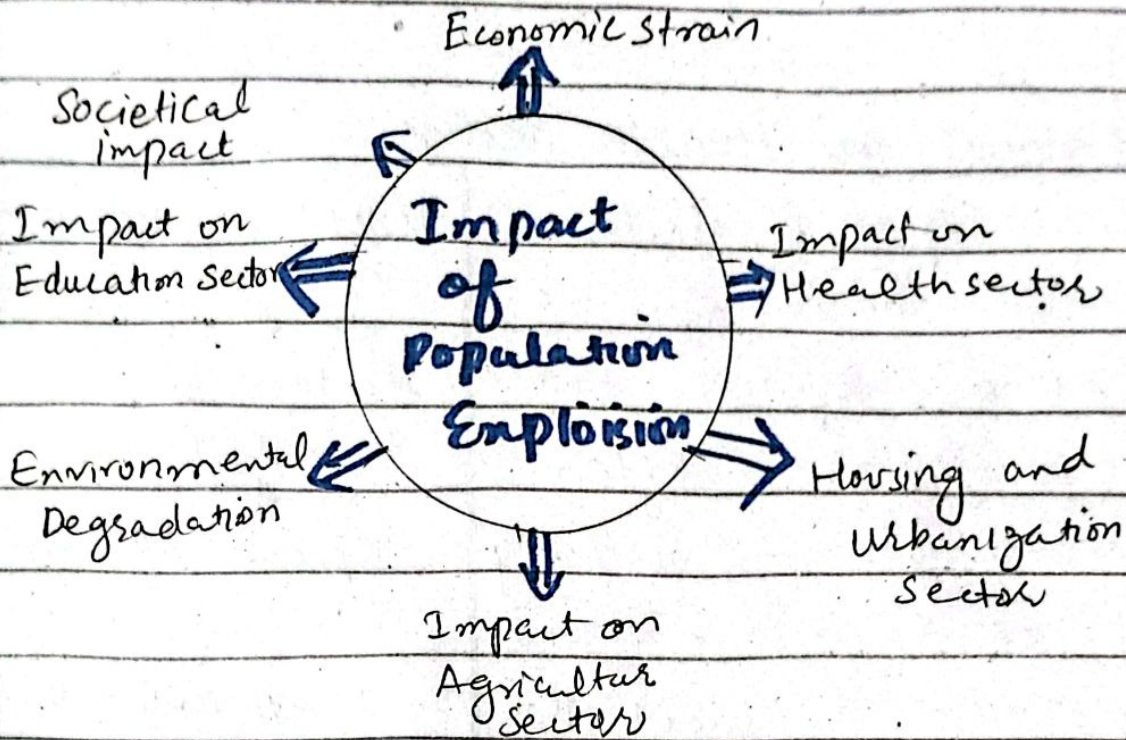 Economic strain
Societical
impact
Impact on
Education Sector
Impact
of
Population
Exploision
Impact on
Health sector
Environmental
Degradation
Housing and
Urbanization
Sector
Impact on
Agricultur
Sector